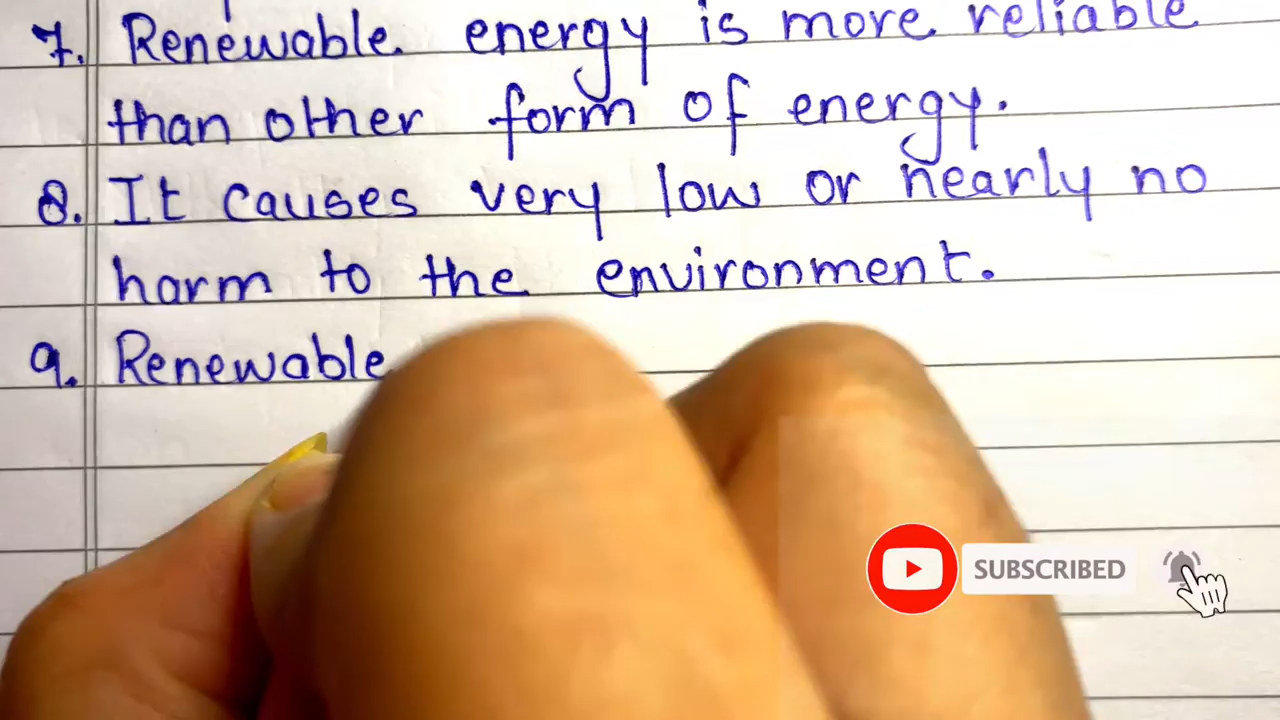 7. Renewable energy is more reliable
than other form of energy.
8. It causes very low or nearly no
harm to the environment.
9. Renewable
SUBSCRIBED